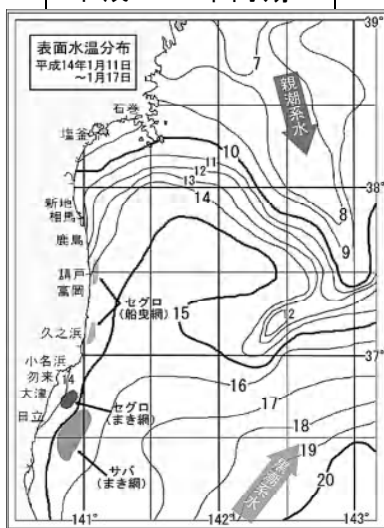 表面水温分布
平成14年1月11日
～1月17日
39°
7
親潮系水
石巻
塩釜
10
11
12
13
14
38°
新地
相馬
8
9
鹿島
請戸
富岡
セグロ
(船曳網)
15
12
久之浜
37°
小名浜
勿来
14
大津
日立
16
セグロ
(まき網)
17
18
19
サバ
(まき網)
黒潮系水
20
141°
142°
143°